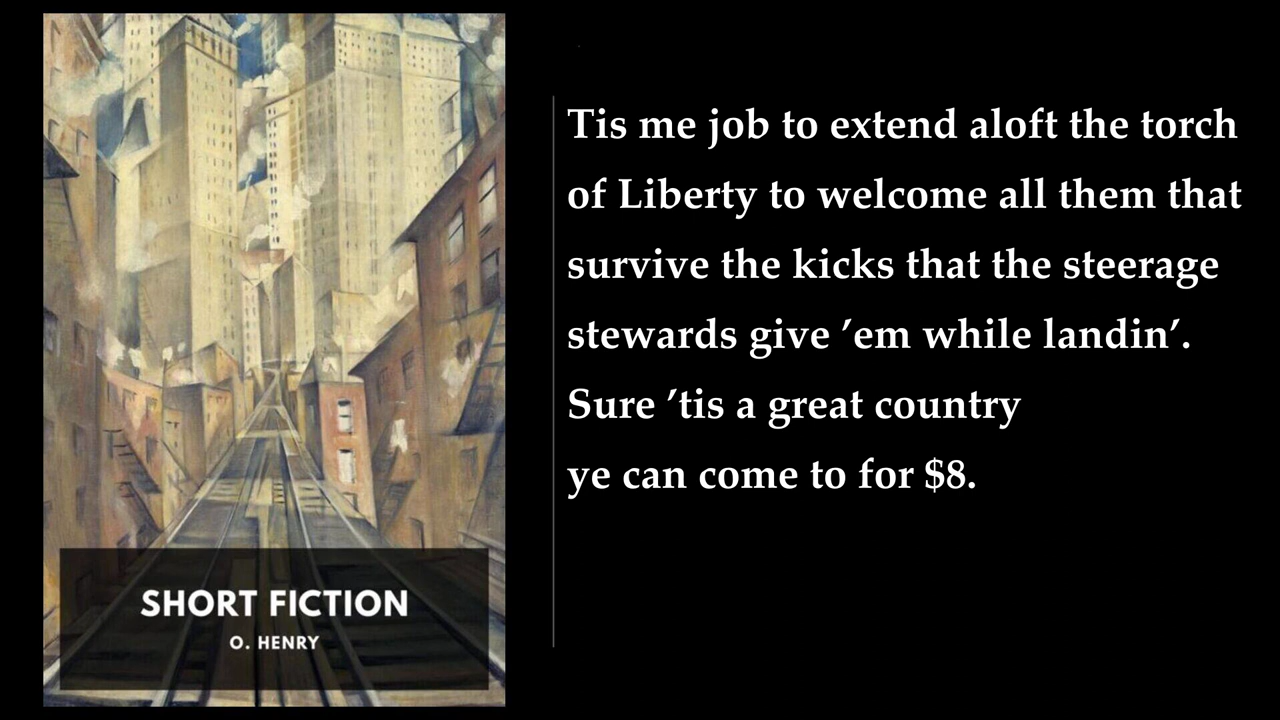 Tis me job to extend aloft the torch
of Liberty to welcome all them that
survive the kicks that the steerage
stewards give ’em while landin’.
Sure ’tis a great country
ye can come to for $8.
SHORT FICTION
O. HENRY